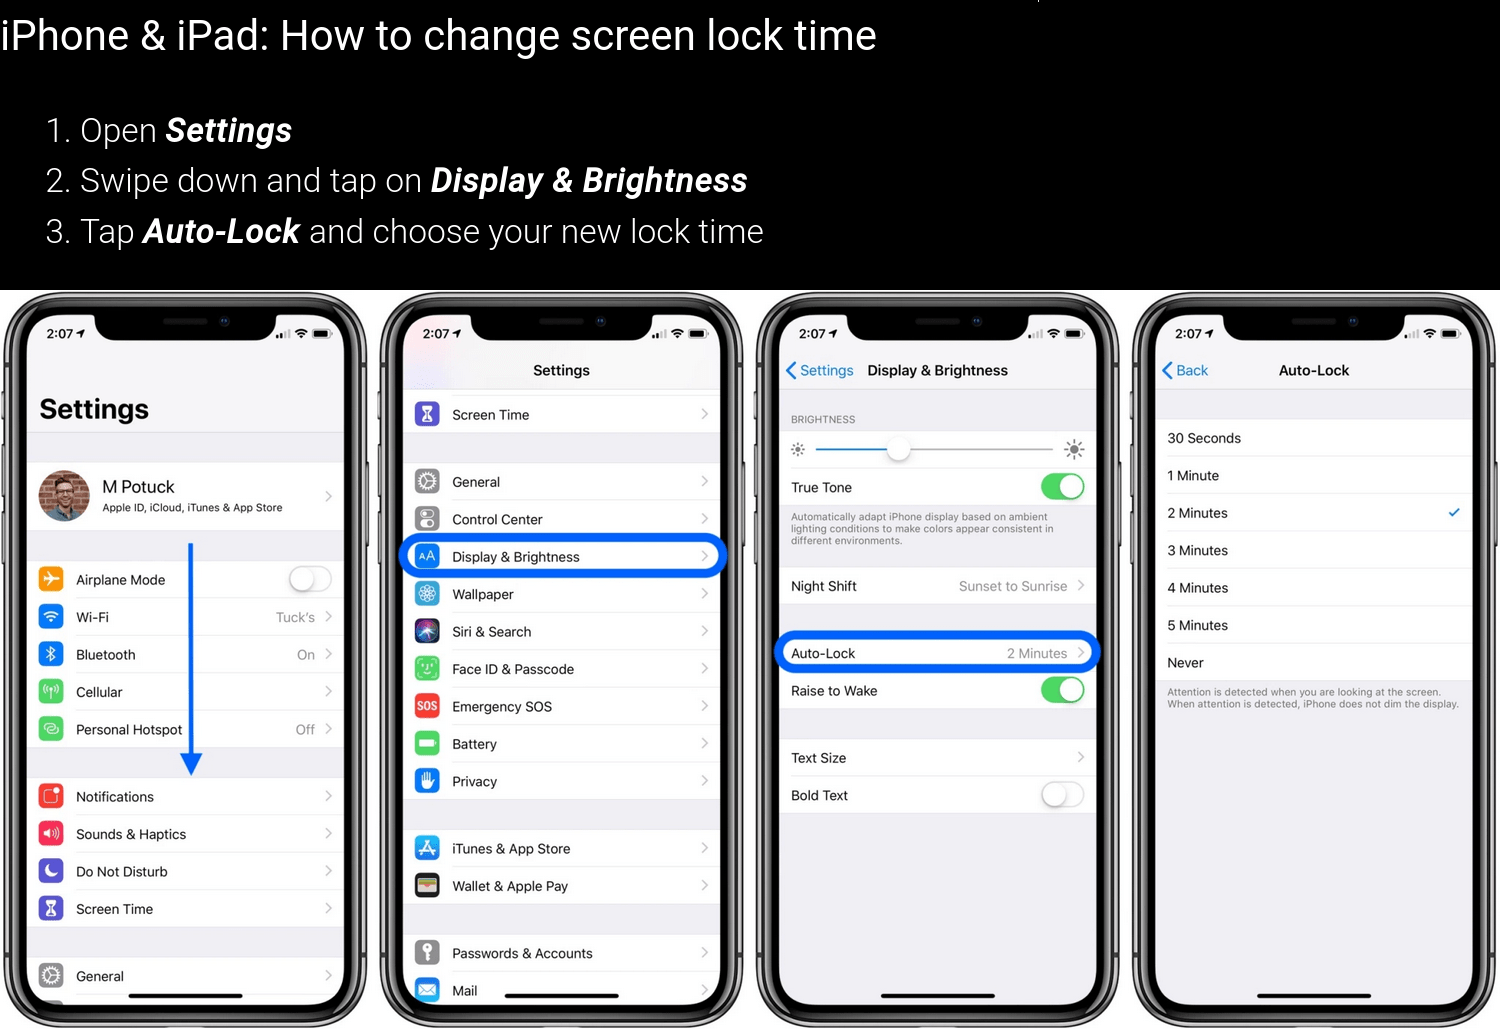 iPhone & iPad: How to change screen lock time
1. Open Settings
2. Swipe down and tap on Display & Brightness
3. Tap Auto-Lock and choose your new lock time
2:07
Settings
M Potuck
Apple ID, iCloud, iTunes & App Store
Airplane Mode
Wi-Fi Tuck's
Bluetooth On
Cellular
Personal Hotspot Off
Notifications
Sounds & Haptics
Do Not Disturb
Screen Time
General
2:07
Settings
Screen Time
General
Control Center
AA Display & Brightness
Wallpaper
Siri & Search
Face ID & Passcode
SOS Emergency SOS
Battery
Privacy
iTunes & App Store
Wallet & Apple Pay
Passwords & Accounts
Mail
2:07
Settings Display & Brightness
BRIGHTNESS
True Tone
Automatically adapt iPhone display based on ambient
lighting conditions to make colors appear consistent in
different environments.
Night Shift Sunset to Sunrise
Auto-Lock 2 Minutes
Raise to Wake
Text Size
Bold Text
2:07
Back Auto-Lock
30 Seconds
1 Minute
2 Minutes
3 Minutes
4 Minutes
5 Minutes
Never
Attention is detected when you are looking at the screen.
When attention is detected, iPhone does not dim the display.